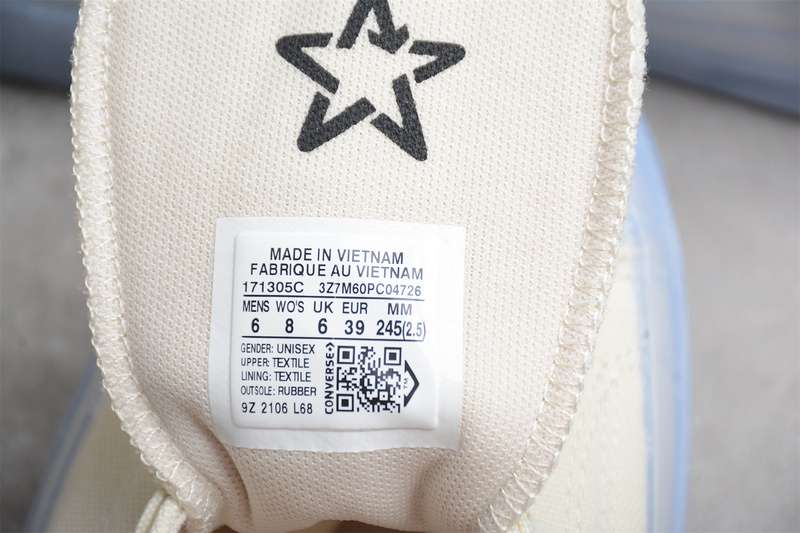 MADE IN VIETNAM
FABRIQUE AU VIETNAM
171305C 3Z7M60PC04726
MENS WO'S UK EUR MM
6 8 6 39 245(2.5)
GENDER: UNISEX
UPPER: TEXTILE
LINING: TEXTILE
OUTSOLE: RUBBER
9Z 2106 L68
CONVERSE